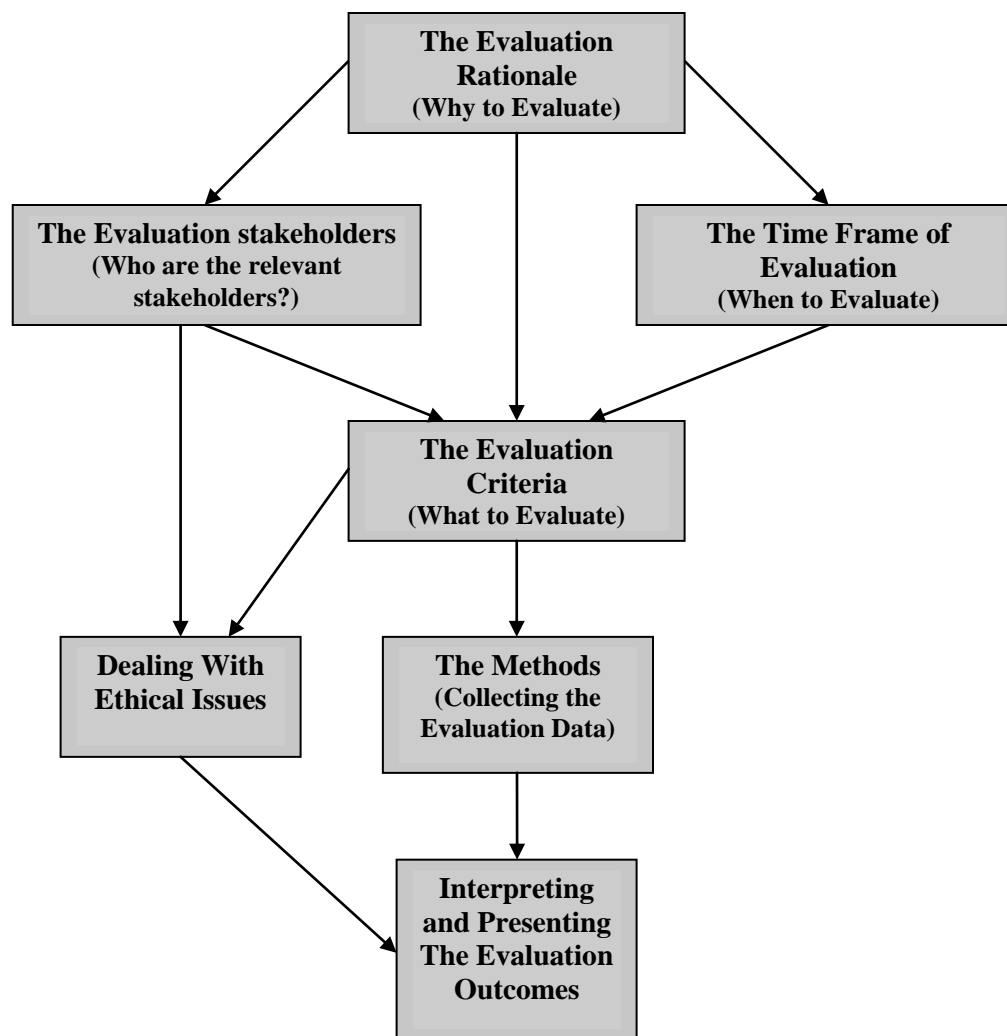 The Evaluation
Rationale
(Why to Evaluate)
The Evaluation stakeholders
(Who are the relevant
stakeholders?)
The Time Frame of
Evaluation
(When to Evaluate)
The Evaluation
Criteria
(What to Evaluate)
Dealing With
Ethical Issues
The Methods
(Collecting the
Evaluation Data)
Interpreting
and Presenting
The Evaluation
Outcomes